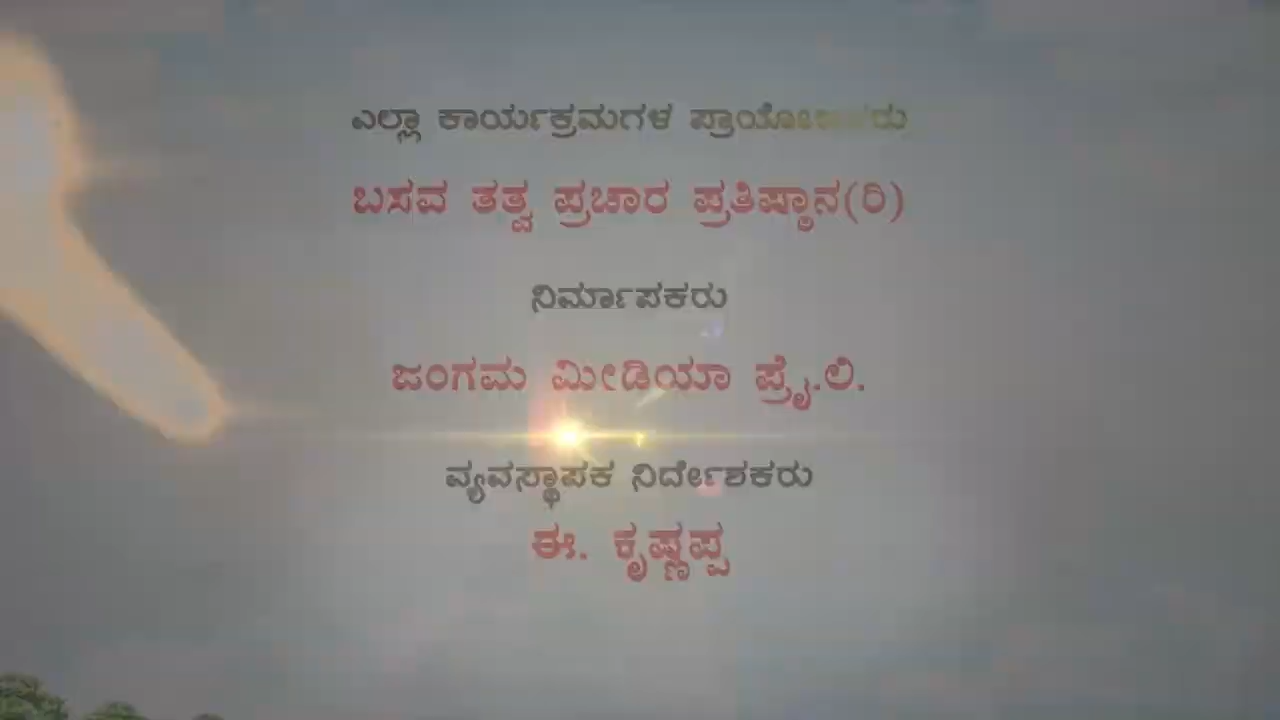 ಎಲ್ಲಾ ಕಾರ್ಯಕ್ರಮಗಳ
ಬಸವ ತತ್ವ ಪ್ರಚಾರ ಪ್ರತಿಷ್ಠಾನ(ರಿ)
ನಿರ್ಮಾಪಕರು
ಜಂಗಮ ಮೀಡಿಯಾ ಪ್ರೈ.ಲಿ.
ವ್ಯವಸ್ಥಾಪಕ ನಿರ್ದೇಶಕರು
ಈ. ಕೃಷ್ಣಪ್ಪ